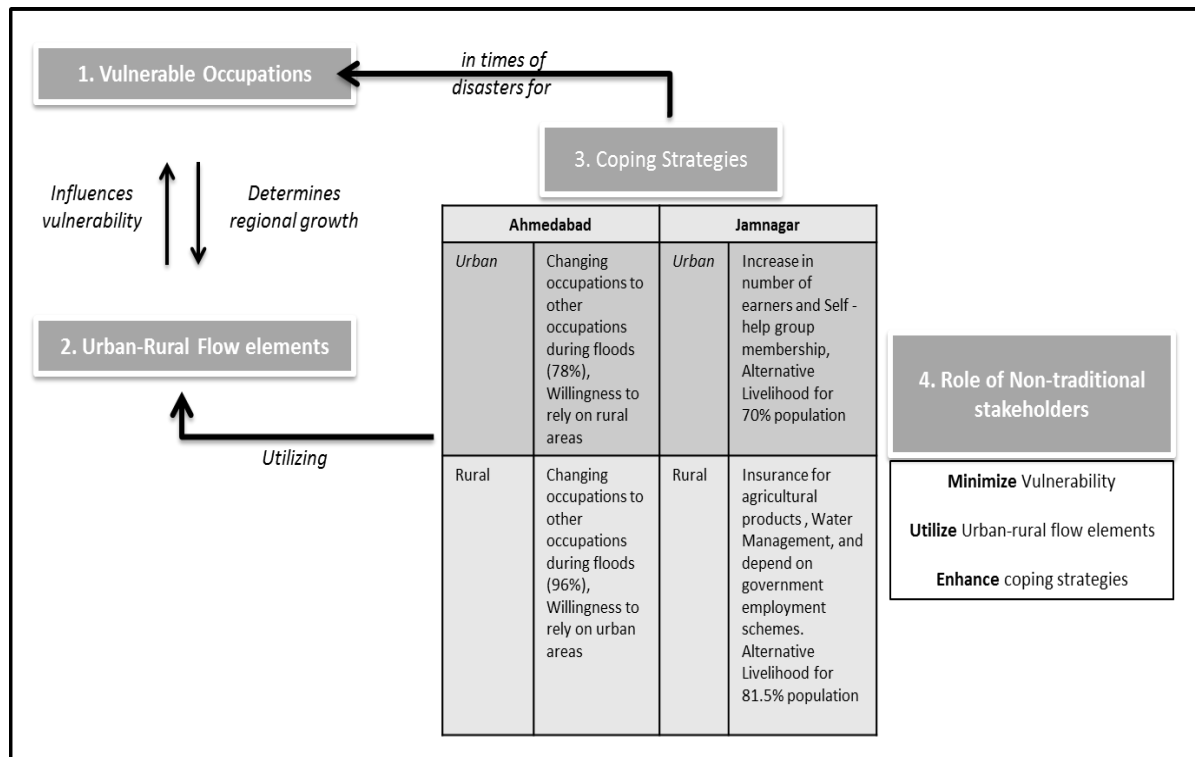 1. Vulnerable Occupations
in times of
disasters for
3. Coping Strategies
Influences
vulnerability
Determines
regional growth
2. Urban-Rural Flow elements
Utilizing
Ahmedabad
Jamnagar
Urban
Changing
occupations to
other
occupations
during floods
(78%),
Willingness to
rely on rural
areas
Urban
Increase in
number of
earners and Self -
help group
membership,
Alternative
Livelihood for
70% population
Rural
Changing
occupations to
other
occupations
during floods
(96%),
Willingness to
rely on urban
areas
Rural
Insurance for
agricultural
products , Water
Management, and
depend on
government
employment
schemes.
Alternative
Livelihood for
81.5% population
4. Role of Non-traditional
stakeholders
Minimize Vulnerability
Utilize Urban-rural flow elements
Enhance coping strategies